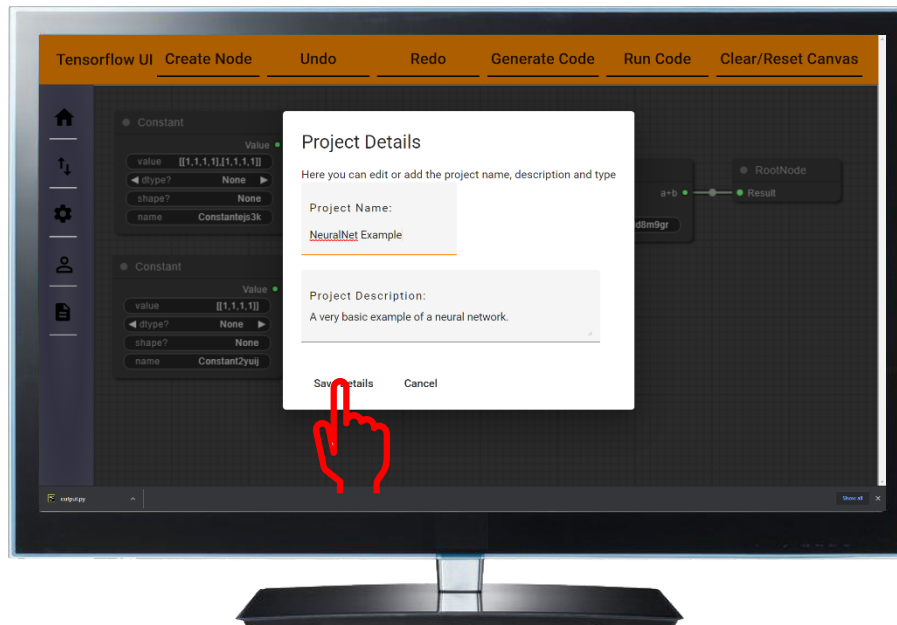 Tensorflow UI Create Node Undo Redo Generate Code Run Code Clear/Reset Canvas
Constant
Value
value [[1,1,1,1],[1,1,1,1]]
dtype? None
shape? None
name Constantejs3k
Constant
Value
value [[1,1,1,1]]
dtype? None
shape? None
name Constant2yuij
Project Details
Here you can edit or add the project name, description and type
Project Name:
NeuralNet Example
Project Description:
A very basic example of a neural network.
Save Details Cancel
a+b
d8m9gr
RootNode
Result
output.py
Show all